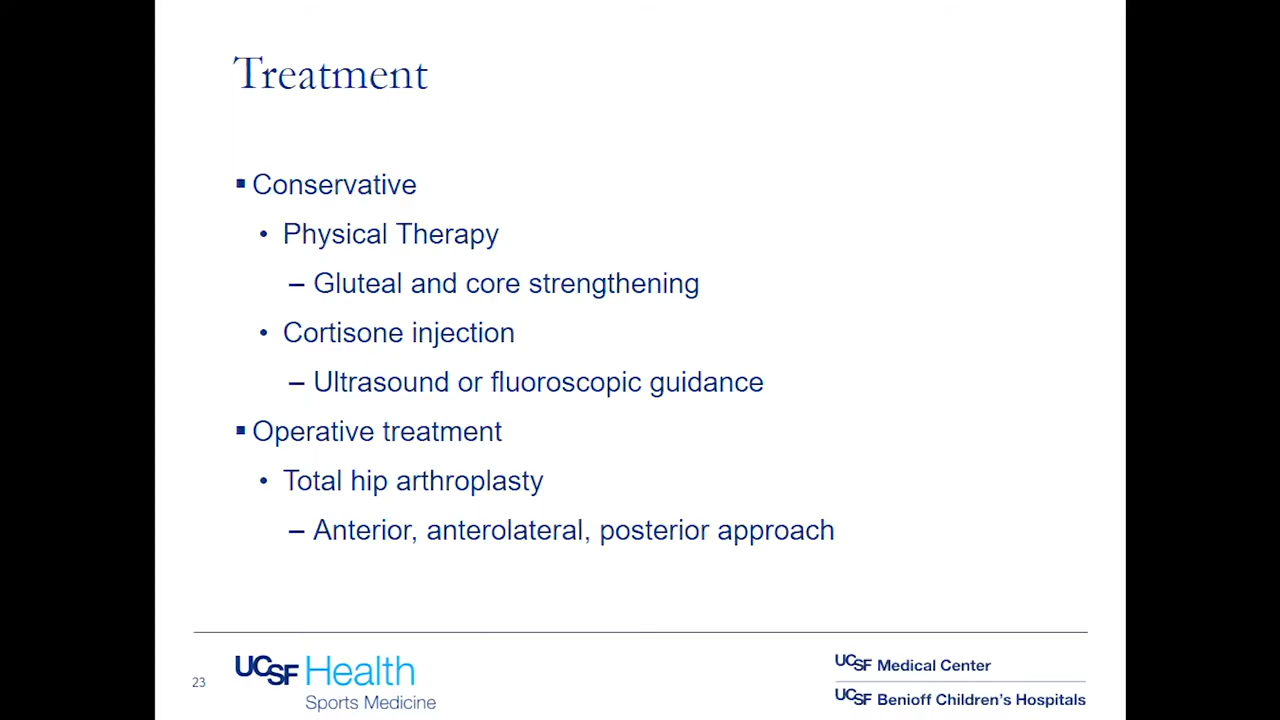 Treatment
▪ Conservative
• Physical Therapy
– Gluteal and core strengthening
• Cortisone injection
– Ultrasound or fluoroscopic guidance
▪ Operative treatment
• Total hip arthroplasty
– Anterior, anterolateral, posterior approach
23
UCSF Health
Sports Medicine
UCSF Medical Center
UCSF Benioff Children's Hospitals